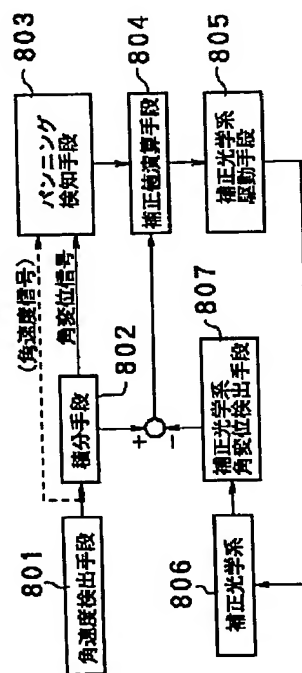 801
角速度検出手段
802
積分手段
(角速度信号)
角変位信号
803
パンニング
検知手段
804
補正値演算手段
805
補正光学系
駆動手段
+
-
807
補正光学系
角変位検出手段
806
補正光学系